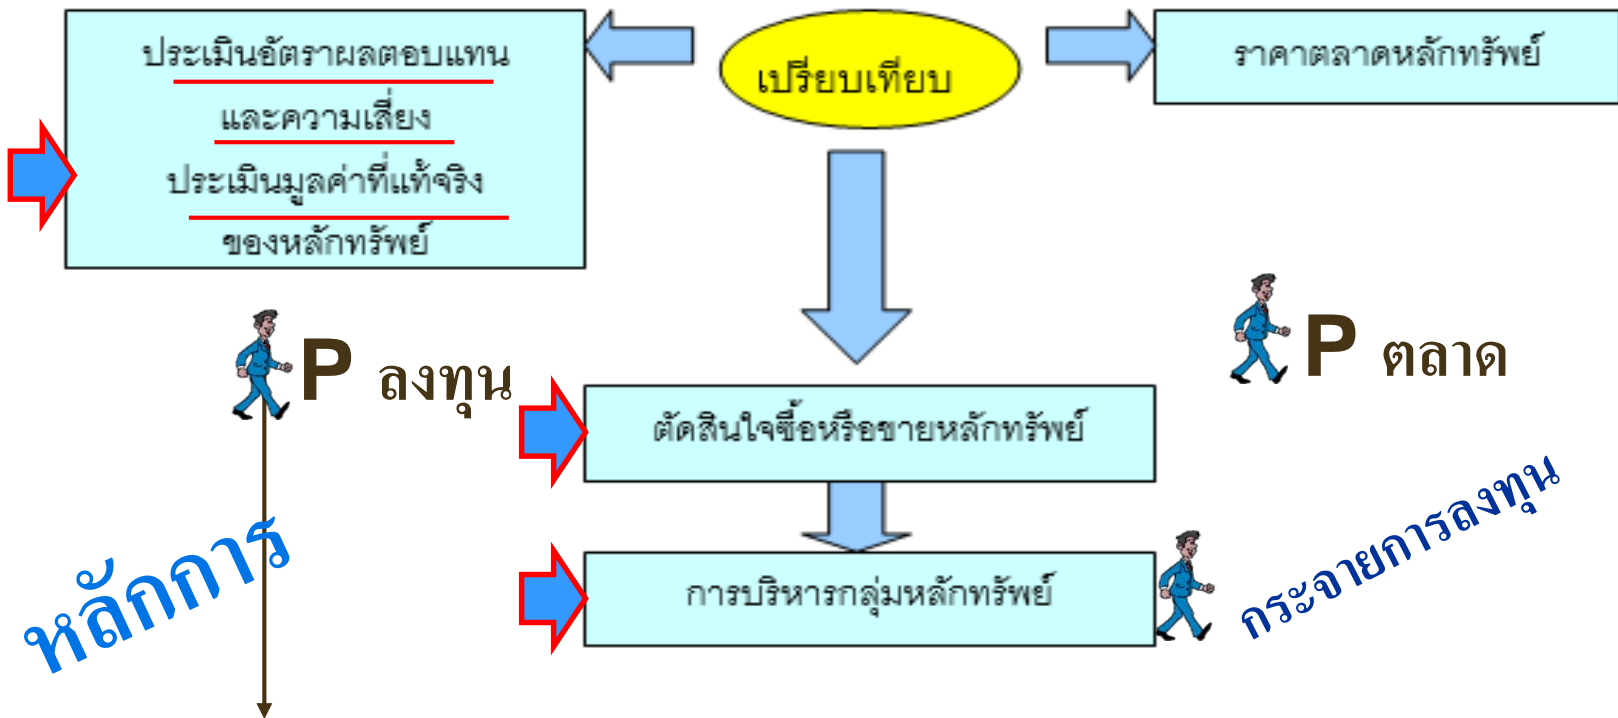 ประเมินอัตราผลตอบแทน
และความเสี่ยง
ประเมินมูลค่าที่แท้จริง
ของหลักทรัพย์
เปรียบเทียบ
ราคาตลาดหลักทรัพย์
P ลงทุน
P ตลาด
ตัดสินใจซื้อหรือขายหลักทรัพย์
หลักการ
การบริหารกลุ่มหลักทรัพย์
กระจายการลงทุน